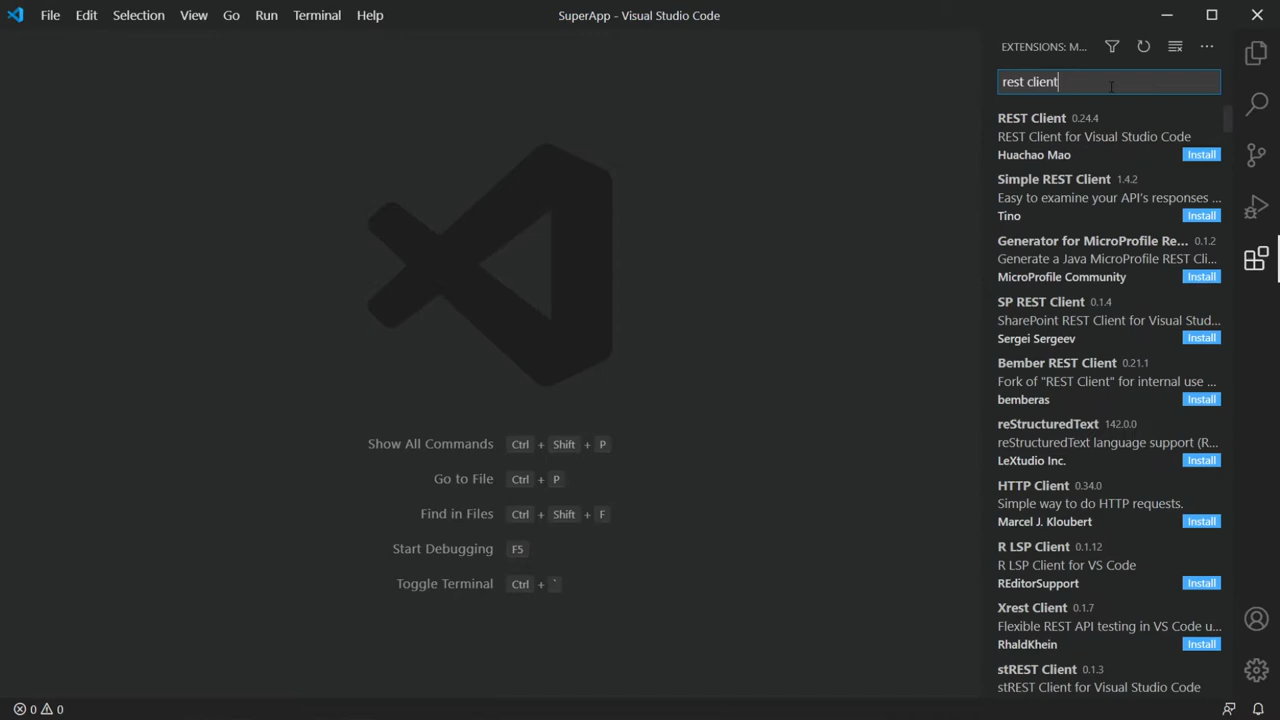 File Edit Selection View Go Run Terminal Help
SuperApp - Visual Studio Code
EXTENSIONS: M...
rest client
REST Client 0.24.4
REST Client for Visual Studio Code
Huachao Mao Install
Simple REST Client 1.4.2
Easy to examine your API's responses ...
Tino Install
Generator for MicroProfile Re... 0.1.2
Generate a Java MicroProfile REST Cli...
MicroProfile Community Install
SP REST Client 0.1.4
SharePoint REST Client for Visual Stud...
Sergei Sergeev Install
Bember REST Client 0.21.1
Fork of "REST Client" for internal use ...
bemberas Install
reStructuredText 142.0.0
reStructuredText language support (R...
LeXtudio Inc. Install
HTTP Client 0.34.0
Simple way to do HTTP requests.
Marcel J. Kloubert Install
R LSP Client 0.1.12
R LSP Client for VS Code
REditorSupport Install
Xrest Client 0.1.7
Flexible REST API testing in VS Code u...
RhaldKhein Install
stREST Client 0.1.3
stREST Client for Visual Studio Code
Show All Commands Ctrl + Shift + P
Go to File Ctrl + P
Find in Files Ctrl + Shift + F
Start Debugging F5
Toggle Terminal Ctrl + `
0 0